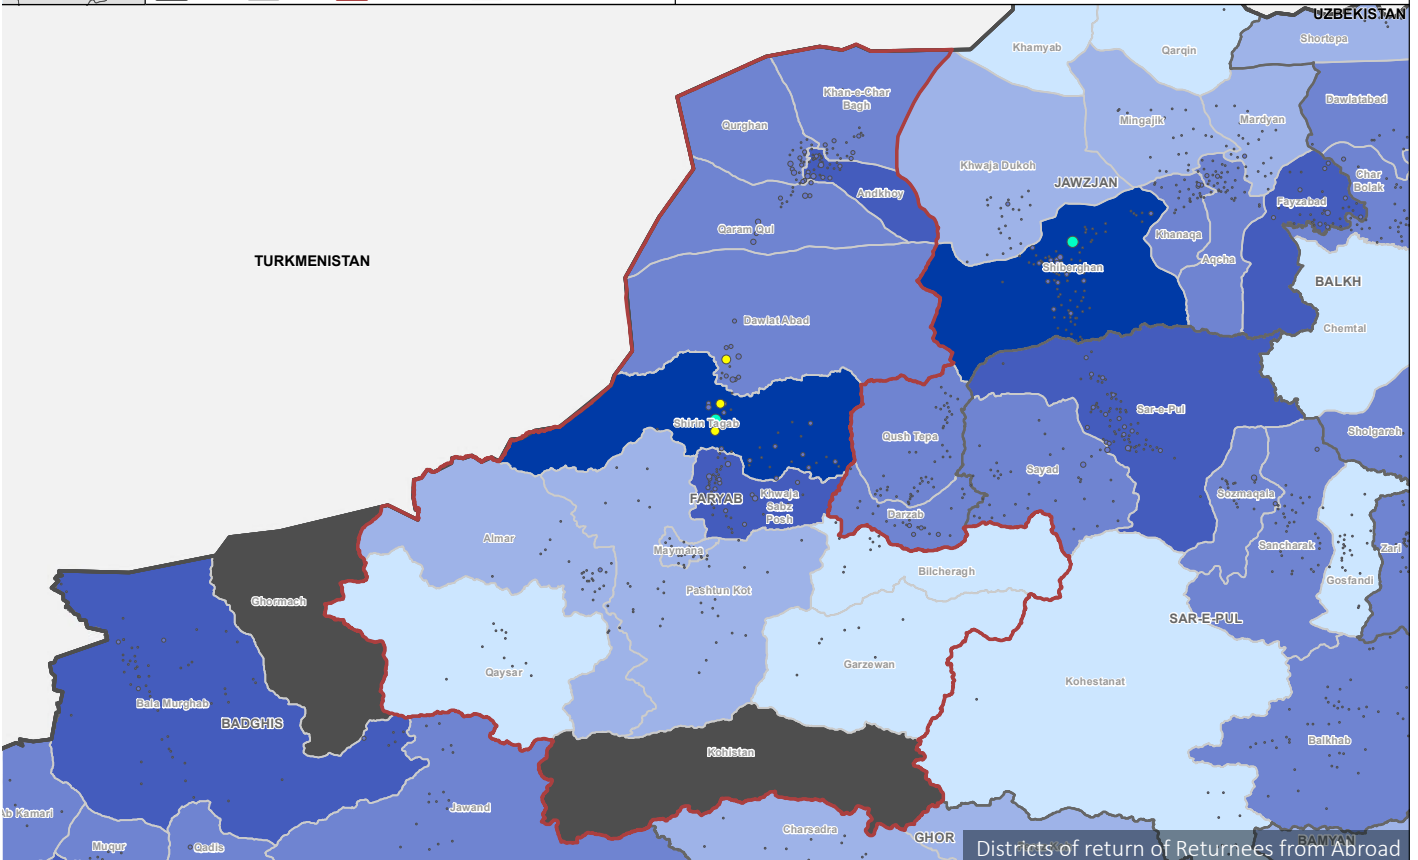 UZBEKISTAN
Shortepa
Khamyab
Qarqin
Khan-e-Char
Bagh
Dawlatabad
Qurghan
Mingajik
Mardyan
Khwaja Dukoh
JAWZJAN
Char
Bolak
Andkhoy
Fayzabad
Qaram Qul
Khanaqa
TURKMENISTAN
Aqcha
Shiberghan
BALKH
Dawlat Abad
Chemtal
Sar-e-Pul
Shirin Tagab
Qush Tepa
Sholgareh
Sayad
FARYAB
Khwaja
Sabz
Posh
Sozmaqala
Darzab
Almar
Maymana
Sancharak
Zari
Bilcheragh
Gosfandi
Pashtun Kot
Ghormach
SAR-E-PUL
Garzewan
Qaysar
Kohestanat
Bala Murghab
BADGHIS
Balkhab
Kohistan
Jawand
Ab Kamari
Charsadra
GHOR
BAMYAN
Muqur
Qadis
Districts of return of Returnees from Abroad